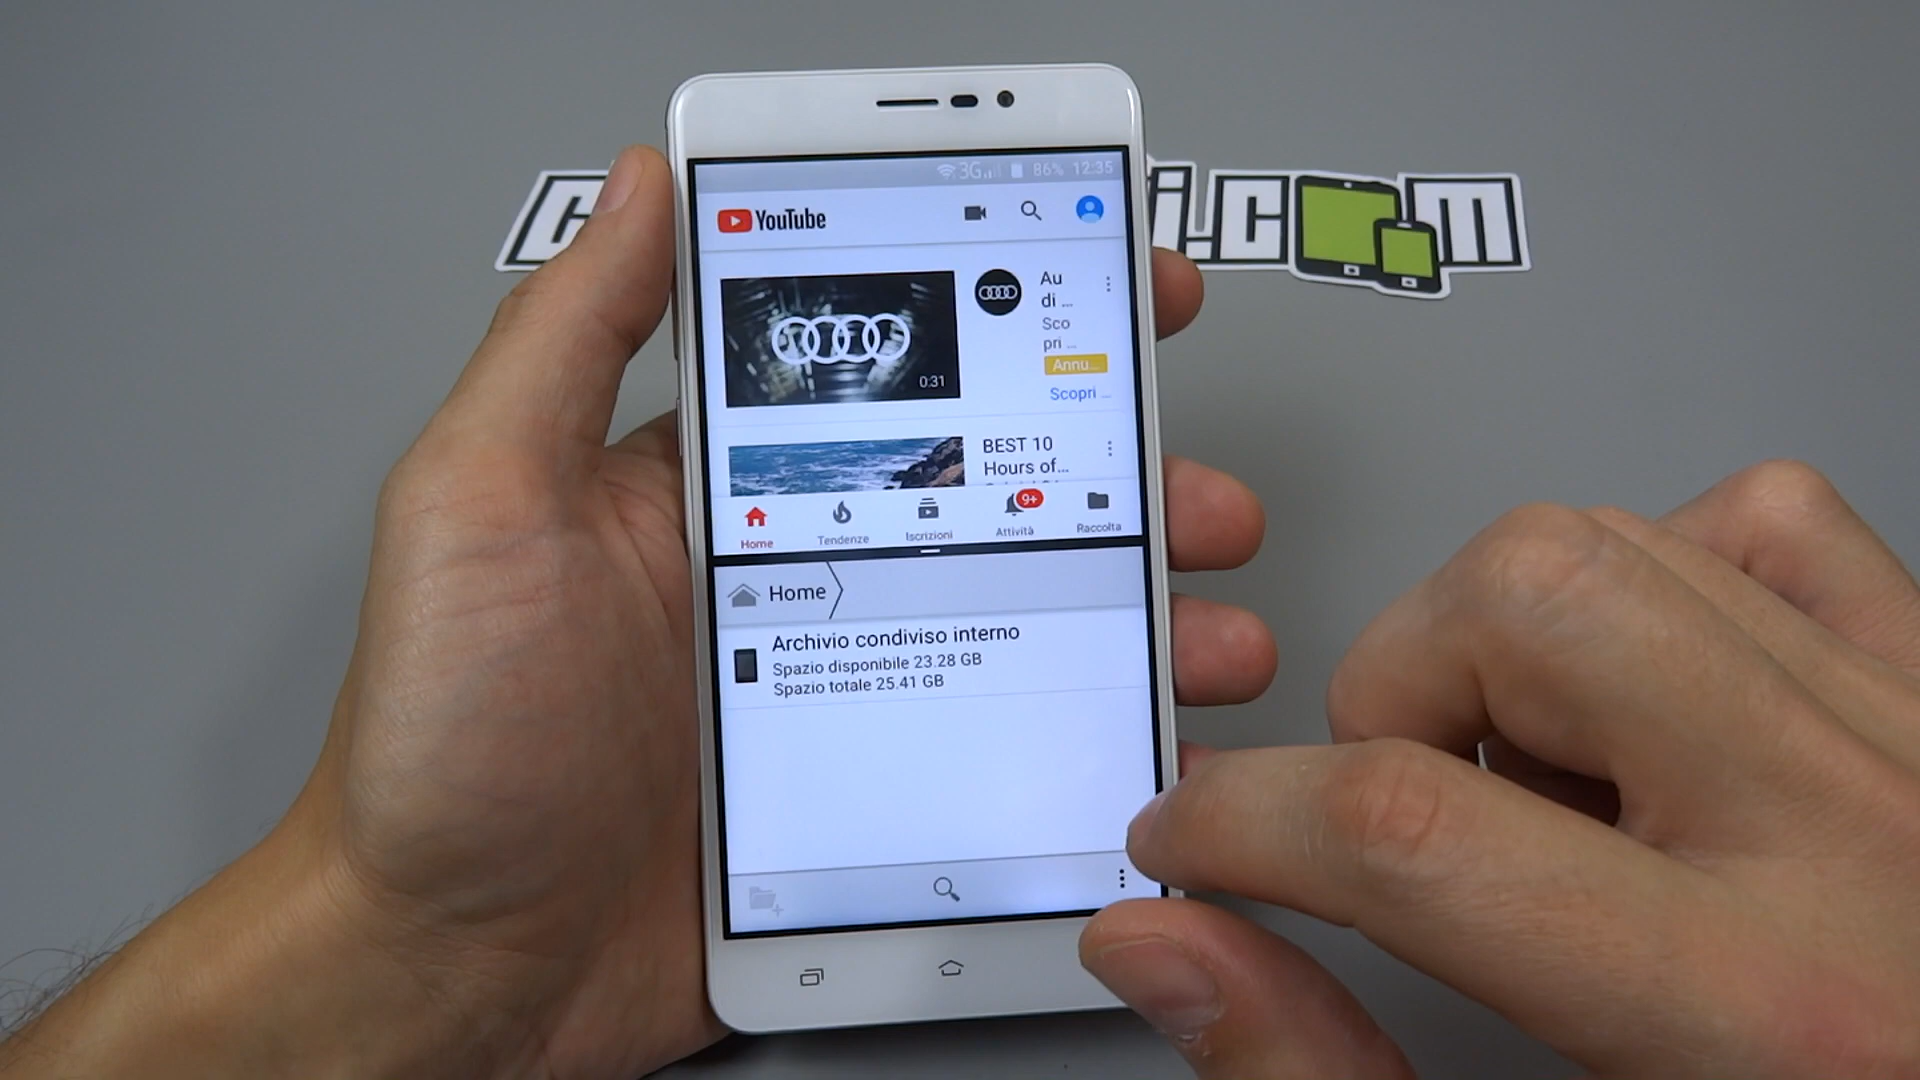 3G 86% 12:35
YouTube
0:31
Au
di ...
Sco
pri ...
Annu...
Scopri ...
BEST 10
Hours of...
Home
Tendenze
Iscrizioni
9+
Attività
Raccolta
Home
Archivio condiviso interno
Spazio disponibile 23.28 GB
Spazio totale 25.41 GB